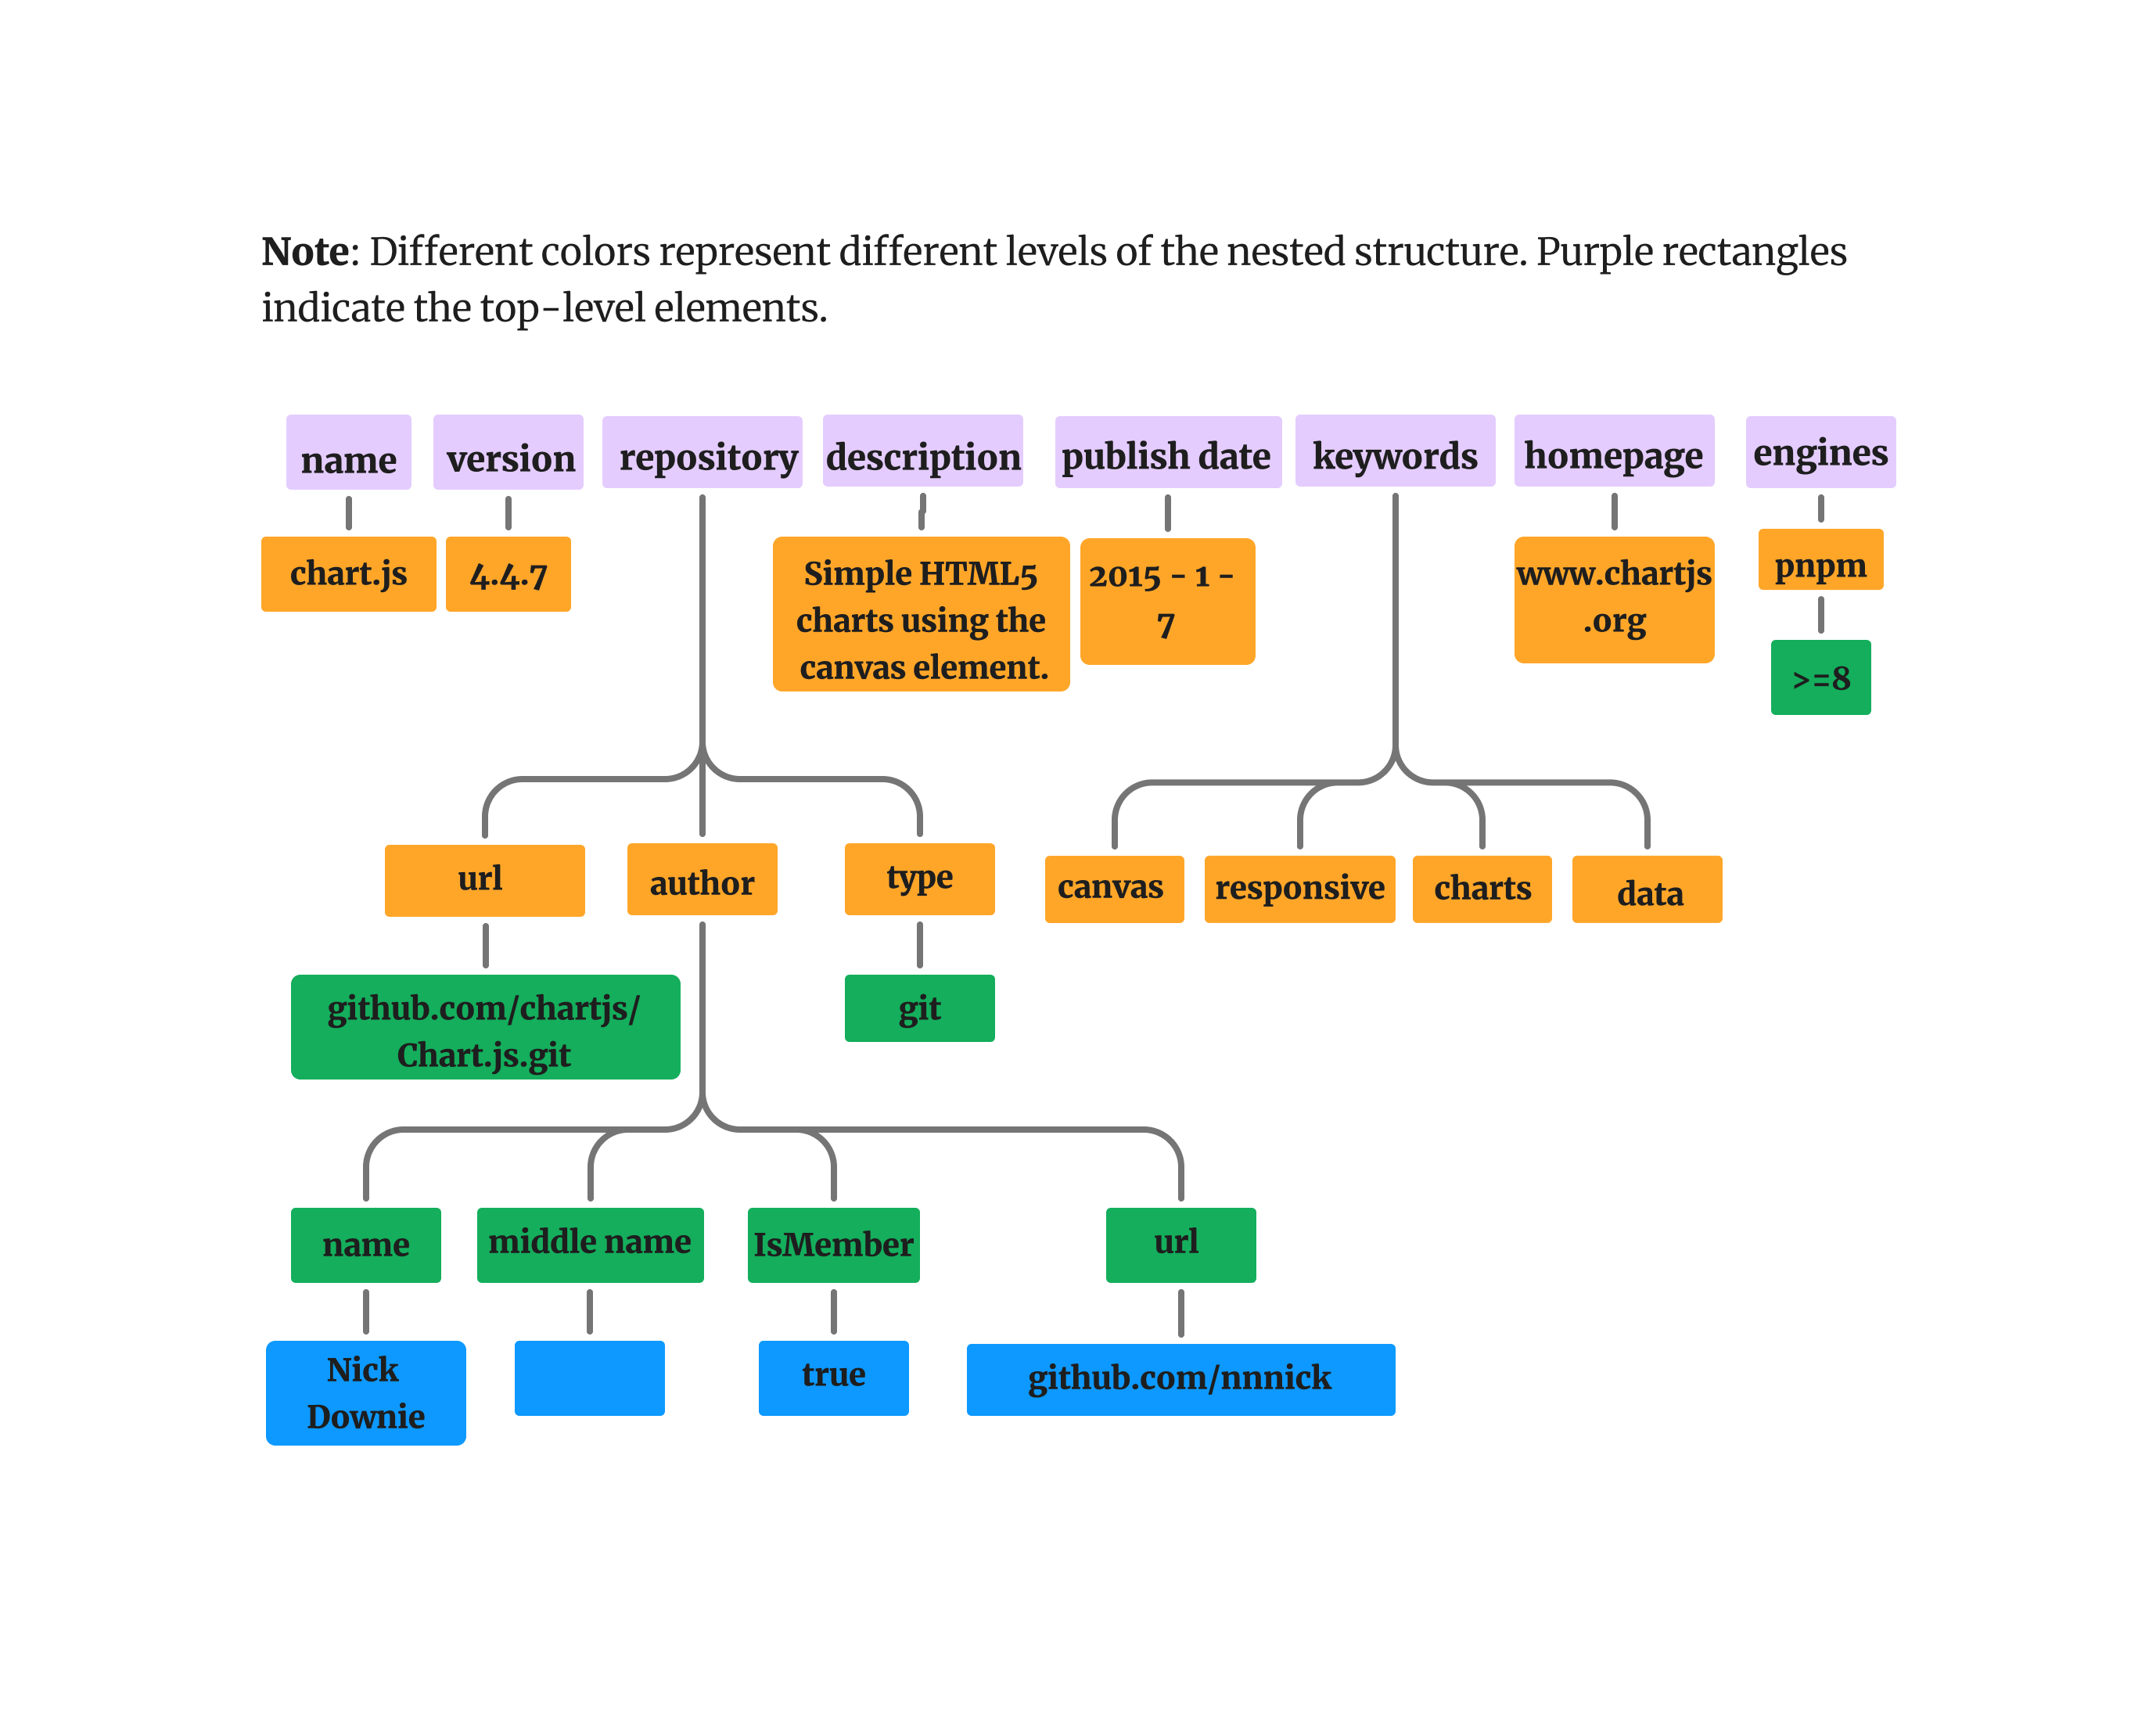 Note: Different colors represent different levels of the nested structure. Purple rectangles
indicate the top-level elements.
name
version
repository
description
publish date
keywords
homepage
engines
chart.js
4.4.7
Simple HTML5
charts using the
canvas element.
2015 - 1 -
7
www.chartjs
.org
pnpm
>=8
url
author
type
canvas
responsive
charts
data
github.com/chartjs/
Chart.js.git
git
name
middle name
IsMember
url
Nick
Downie
true
github.com/nnnick